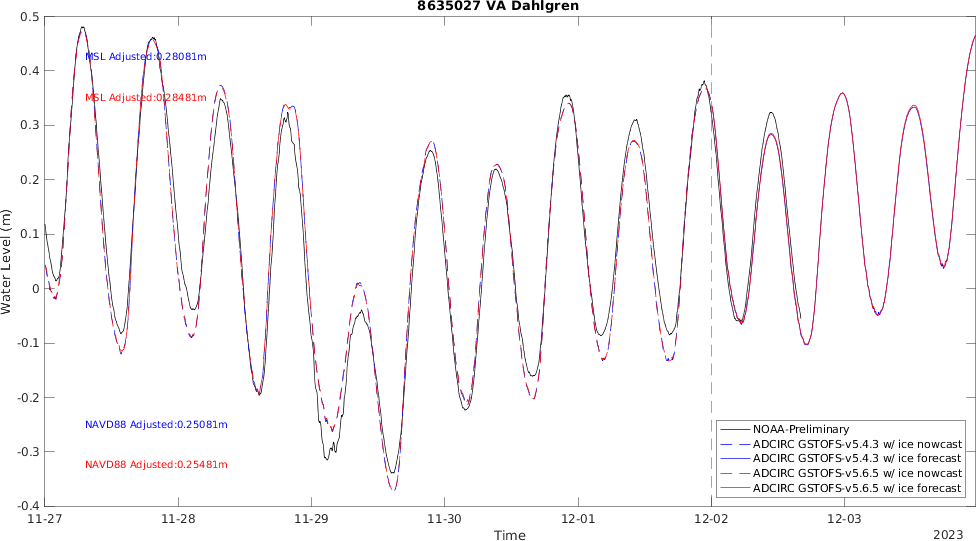 8635027 VA Dahlgren
0.5
0.4
0.3
0.2
0.1
0
-0.1
-0.2
-0.3
-0.4
Water Level (m)
MSL Adjusted:0.28081m
MSL Adjusted:0.28481m
NAVD88 Adjusted:0.25081m
NAVD88 Adjusted:0.25481m
NOAA-Preliminary
ADCIRC GSTOFS-v5.4.3 w/ ice nowcast
ADCIRC GSTOFS-v5.4.3 w/ ice forecast
ADCIRC GSTOFS-v5.6.5 w/ ice nowcast
ADCIRC GSTOFS-v5.6.5 w/ ice forecast
11-27 11-28 11-29 11-30 12-01 12-02 12-03
Time
2023